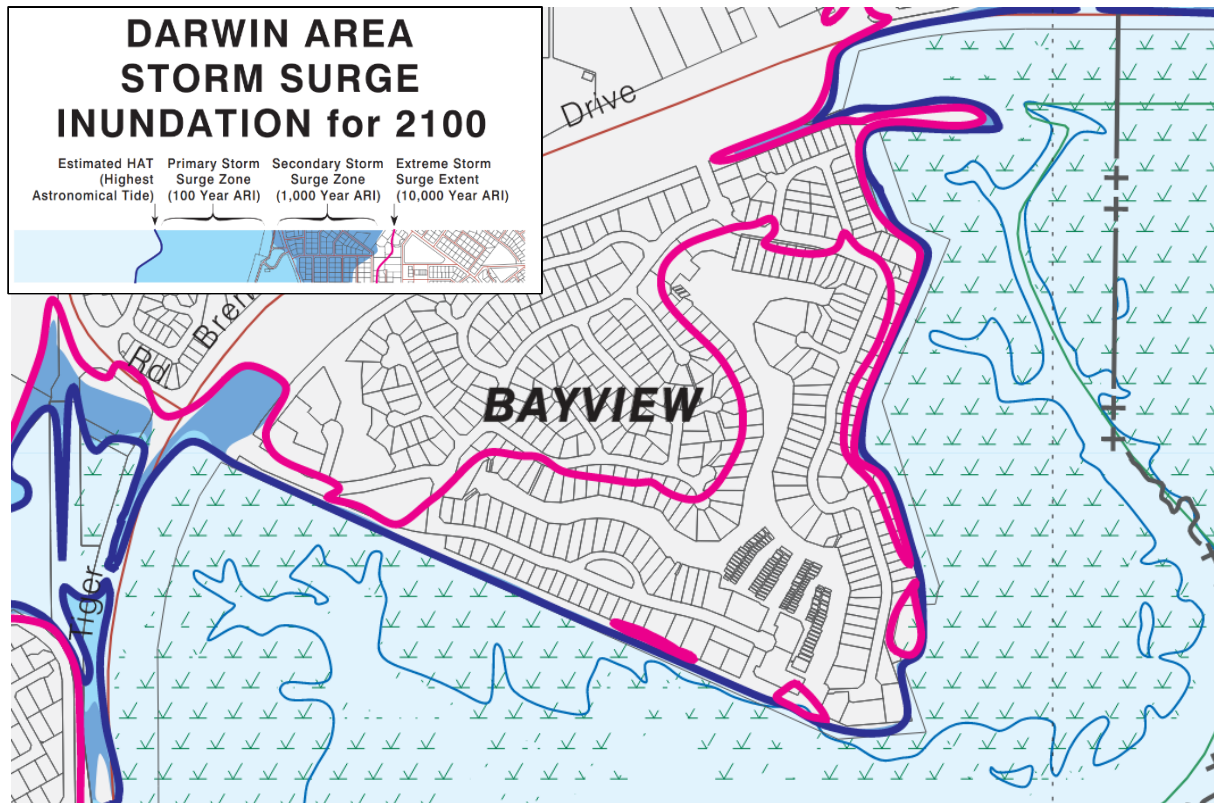 DARWIN AREA
STORM SURGE
INUNDATION for 2100
Estimated HAT
(Highest
Astronomical Tide)
Primary Storm
Surge Zone
(100 Year ARI)
Secondary Storm
Surge Zone
(1,000 Year ARI)
Extreme Storm
Surge Extent
(10,000 Year ARI)
Drive
Rd
BAYVIEW
Tiger